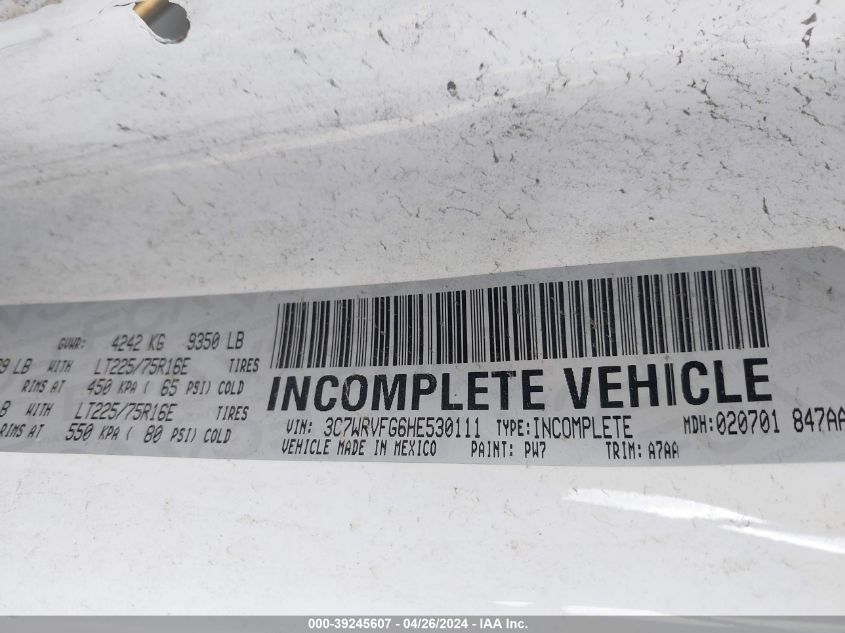 GVWR: 4242 KG 9350 LB
9 LB WITH LT225/75R16E TIRES
RIMS AT 450 KPA ( 65 PSI) COLD
B WITH LT225/75R16E TIRES
RIMS AT 550 KPA ( 80 PSI) COLD
INCOMPLETE VEHICLE
VIN: 3C7WRVFG6HE530111 TYPE: INCOMPLETE MDH: 020701 847AA
VEHICLE MADE IN MEXICO PAINT: PW7 TRIM: A7AA
000-39245607 - 04/26/2024 - IAA Inc.